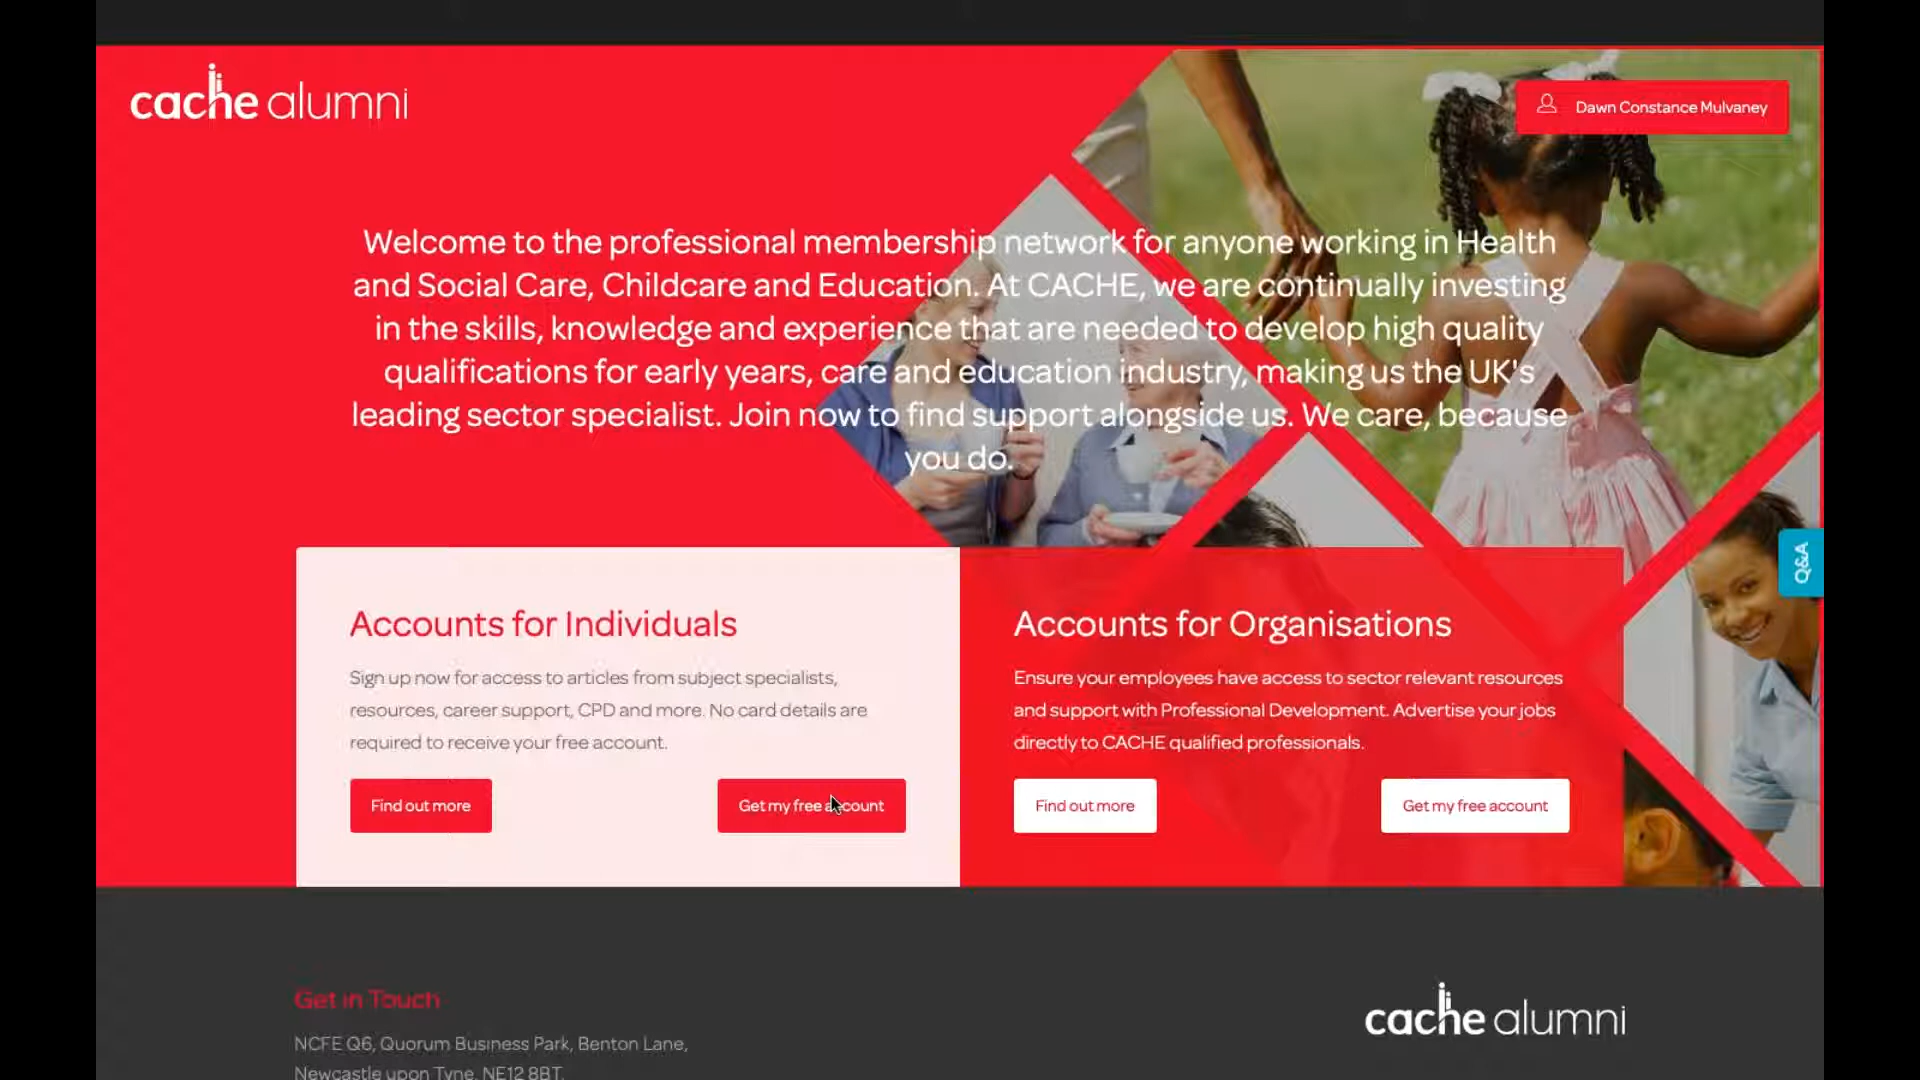 cache alumni
Dawn Constance Mulvaney
Welcome to the professional membership network for anyone working in Health
and Social Care, Childcare and Education. At CACHE, we are continually investing
in the skills, knowledge and experience that are needed to develop high quality
qualifications for early years, care and education industry, making us the UK's
leading sector specialist. Join now to find support alongside us. We care, because
you do.
Q&A
Accounts for Individuals
Sign up now for access to articles from subject specialists,
resources, career support, CPD and more. No card details are
required to receive your free account.
Find out more
Get my free account
Accounts for Organisations
Ensure your employees have access to sector relevant resources
and support with Professional Development. Advertise your jobs
directly to CACHE qualified professionals.
Find out more
Get my free account
Get in Touch
NCFE Q6, Quorum Business Park, Benton Lane,
Newcastle upon Tyne, NE12 8BT.
cache alumni